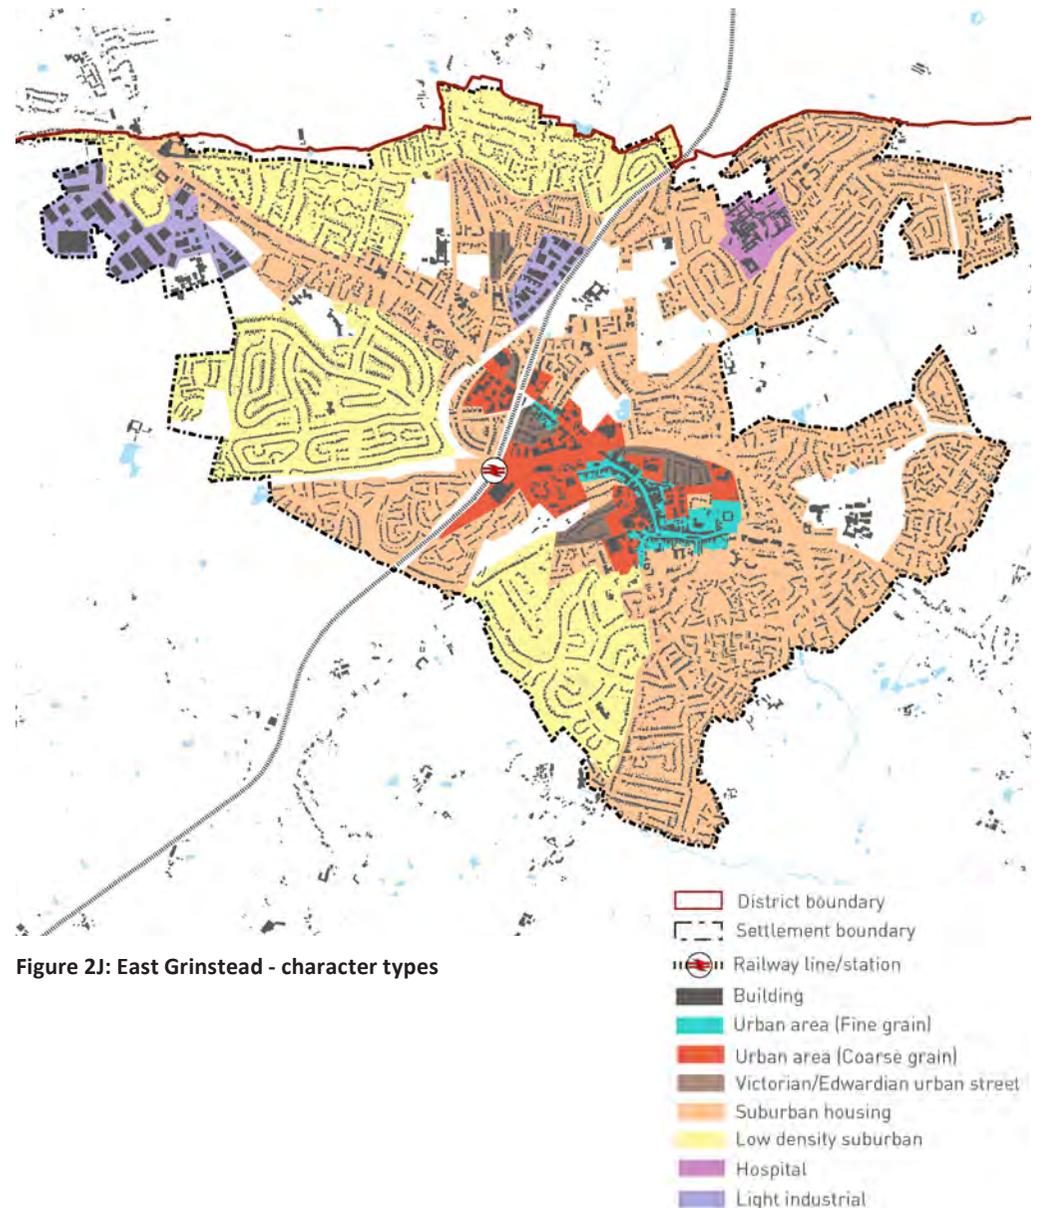 Figure 2J: East Grinstead - character types
District boundary
Settlement boundary
Railway line/station
Building
Urban area (Fine grain)
Urban area (Coarse grain)
Victorian/Edwardian urban street
Suburban housing
Low density suburban
Hospital
Light industrial